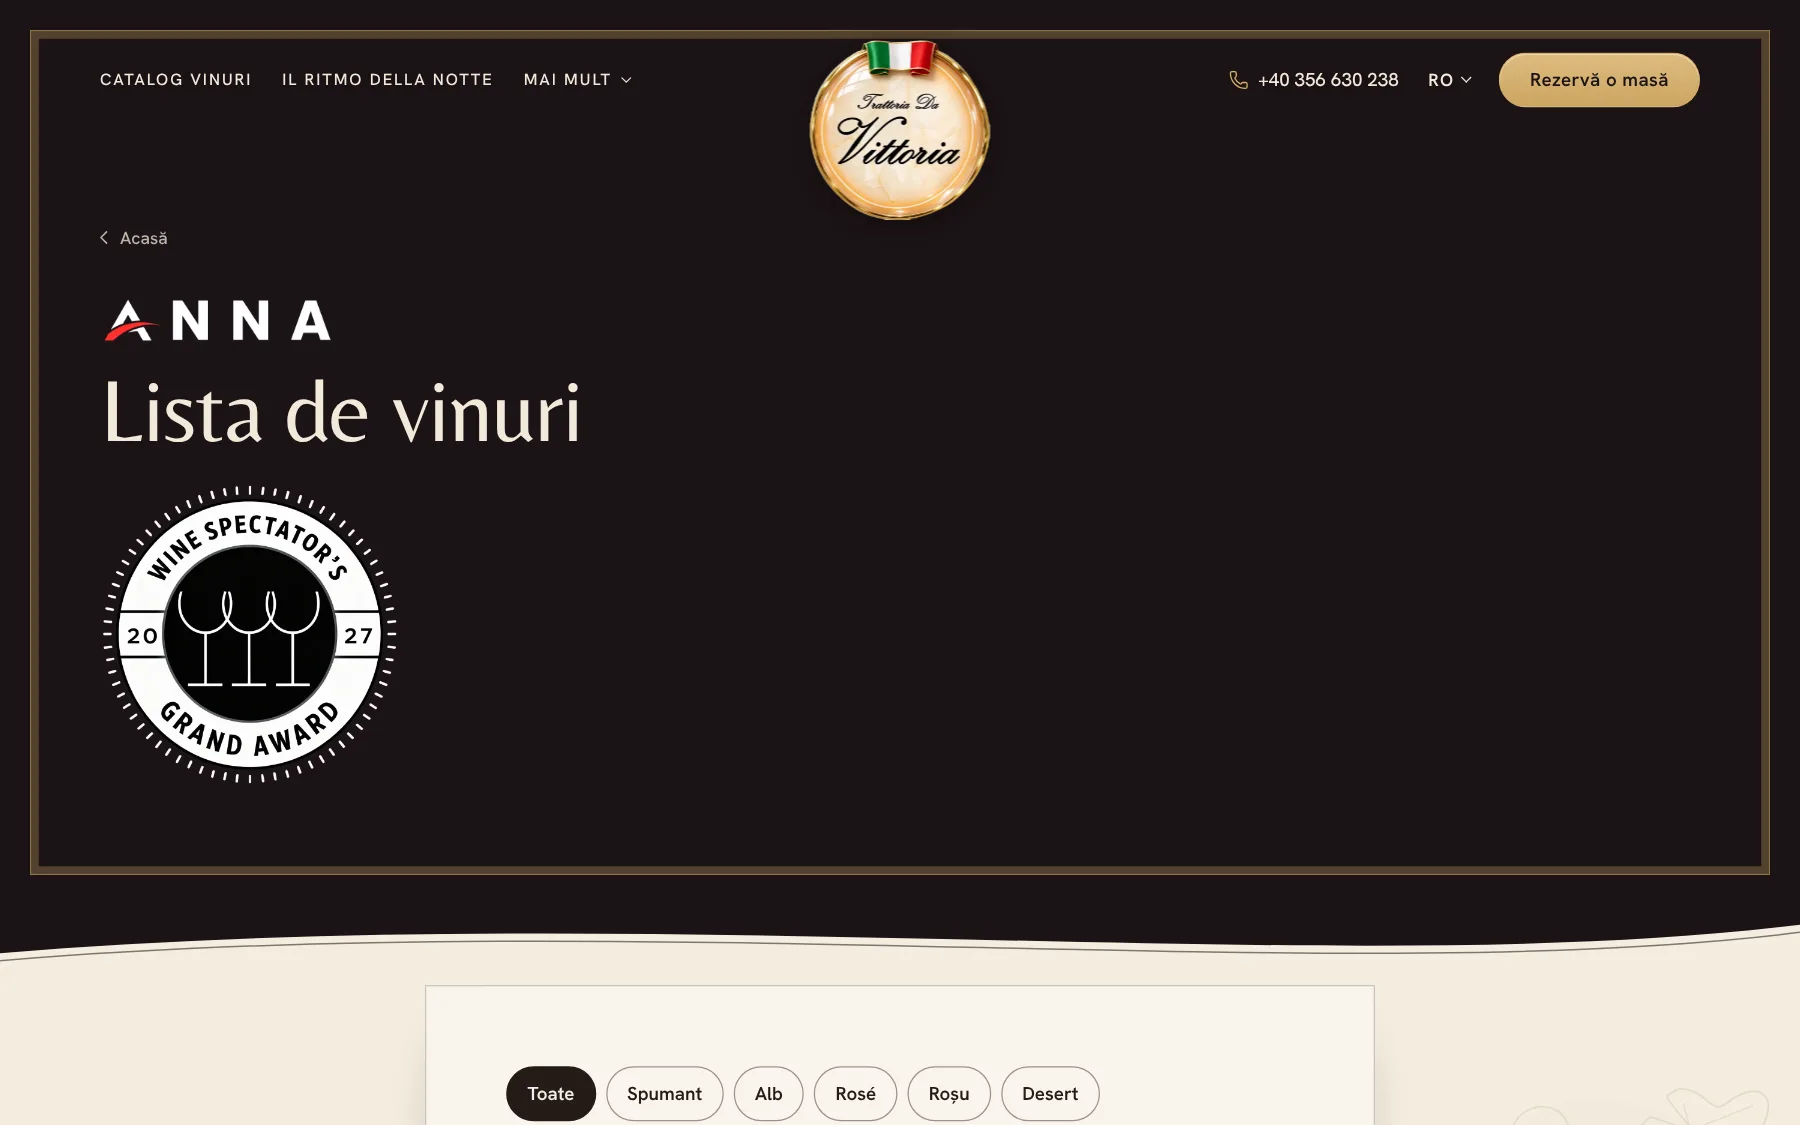 CATALOG VINURI
IL RITMO DELLA NOTTE
MAI MULT
Trattoria Da
Vittoria
+40 356 630 238
RO
Rezervă o masă
Acasă
ANNA
Lista de vinuri
WINE SPECTATOR'S
20 27
GRAND AWARD
Toate
Spumant
Alb
Rosé
Roșu
Desert